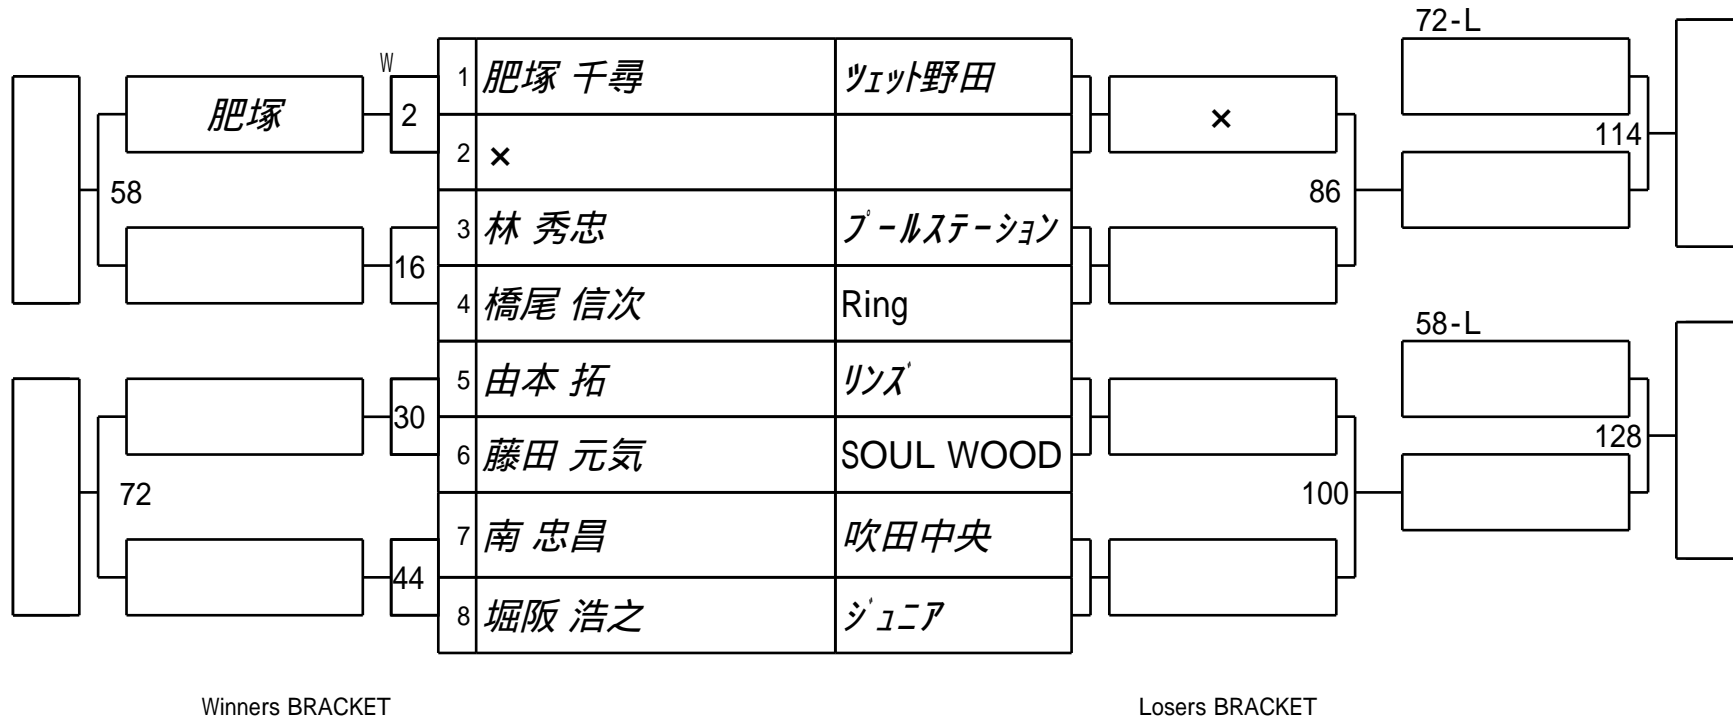 72-L
W
1 肥塚 千尋 ツェット野田
肥塚
2
×
114
2 ×
58
86
3 林 秀忠 プールステーション
16
4 橋尾 信次 Ring
58-L
5 由本 拓 リンズ
30
128
6 藤田 元気 SOUL WOOD
72
100
7 南 忠昌 吹田中央
44
8 堀阪 浩之 ジュニア
Winners BRACKET
Losers BRACKET